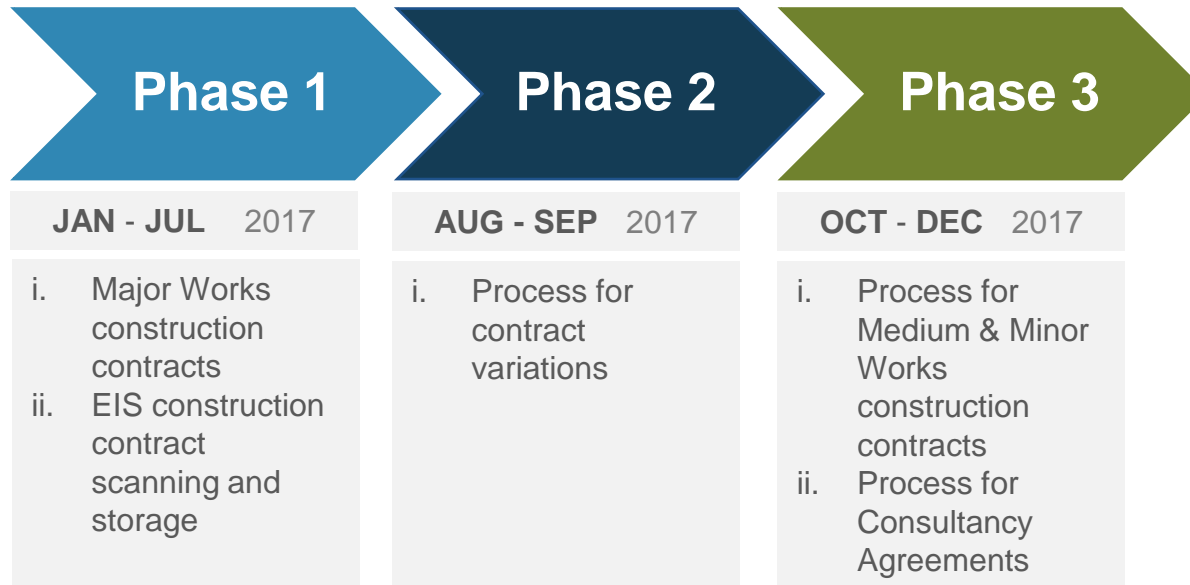 Phase 1
Phase 2
Phase 3
JAN - JUL 2017
AUG - SEP 2017
OCT - DEC 2017
i. Major Works
construction
contracts
ii. EIS construction
contract
scanning and
storage
i. Process for
contract
variations
i. Process for
Medium & Minor
Works
construction
contracts
ii. Process for
Consultancy
Agreements